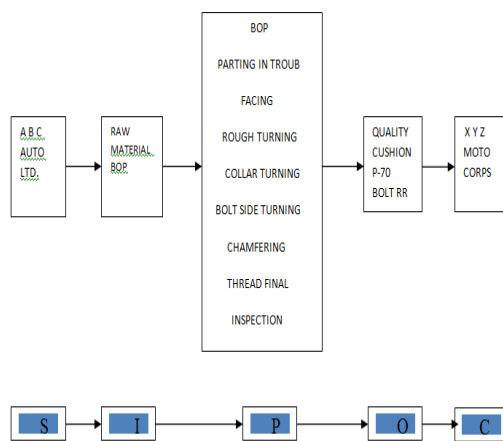 A B C
AUTO
LTD.
RAW
MATERIAL
BOP
BOP
PARTING IN TROUB
FACING
ROUGH TURNING
COLLAR TURNING
BOLT SIDE TURNING
CHAMFERING
THREAD FINAL
INSPECTION
QUALITY
CUSHION
P-70
BOLT RR
X Y Z
MOTO
CORPS
S
I
P
O
C